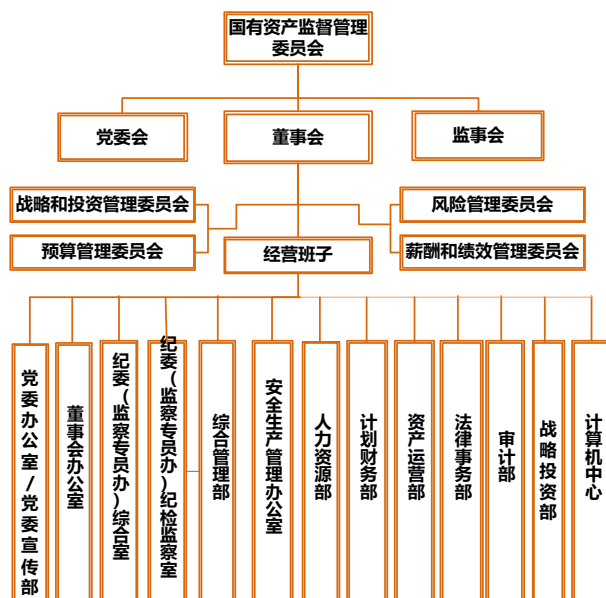 国有资产监督管理
委员会
党委会
董事会
监事会
战略和投资管理委员会
风险管理委员会
预算管理委员会
经营班子
薪酬和绩效管理委员会
党委办公室/党委宣传部
董事会办公室
纪委(监察专员办)综合室
纪委(监察专员办)纪检监察室
综合管理部
安全生产管理办公室
人力资源部
计划财务部
资产运营部
法律事务部
审计部
战略投资部
计算机中心